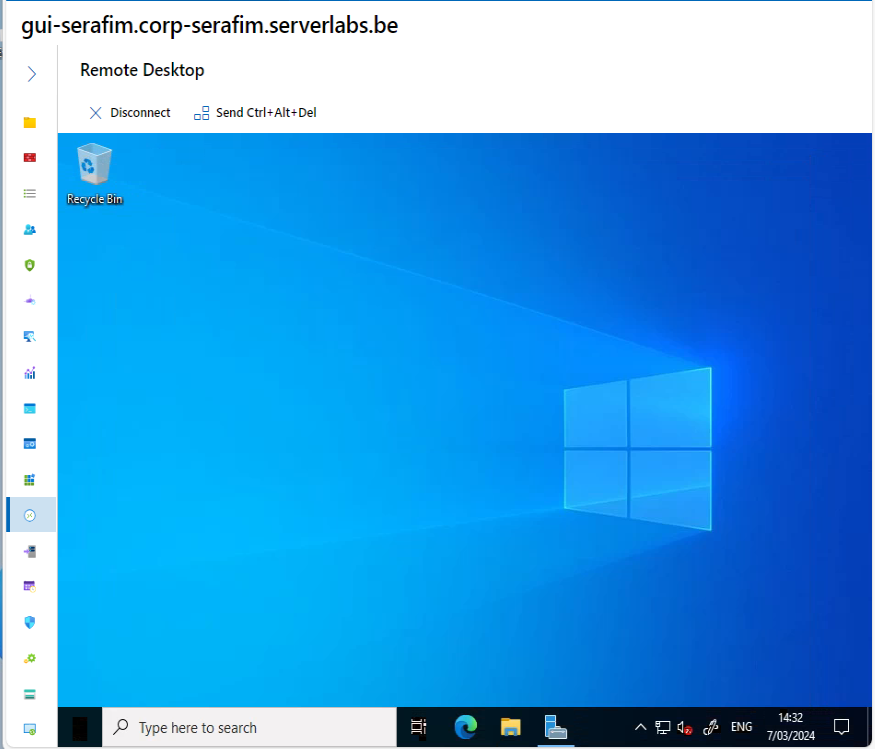 gui-serafim.corp-serafim.serverlabs.be
Remote Desktop
Disconnect
Send Ctrl+Alt+Del
Recycle Bin
Type here to search
ENG
14:32
7/03/2024